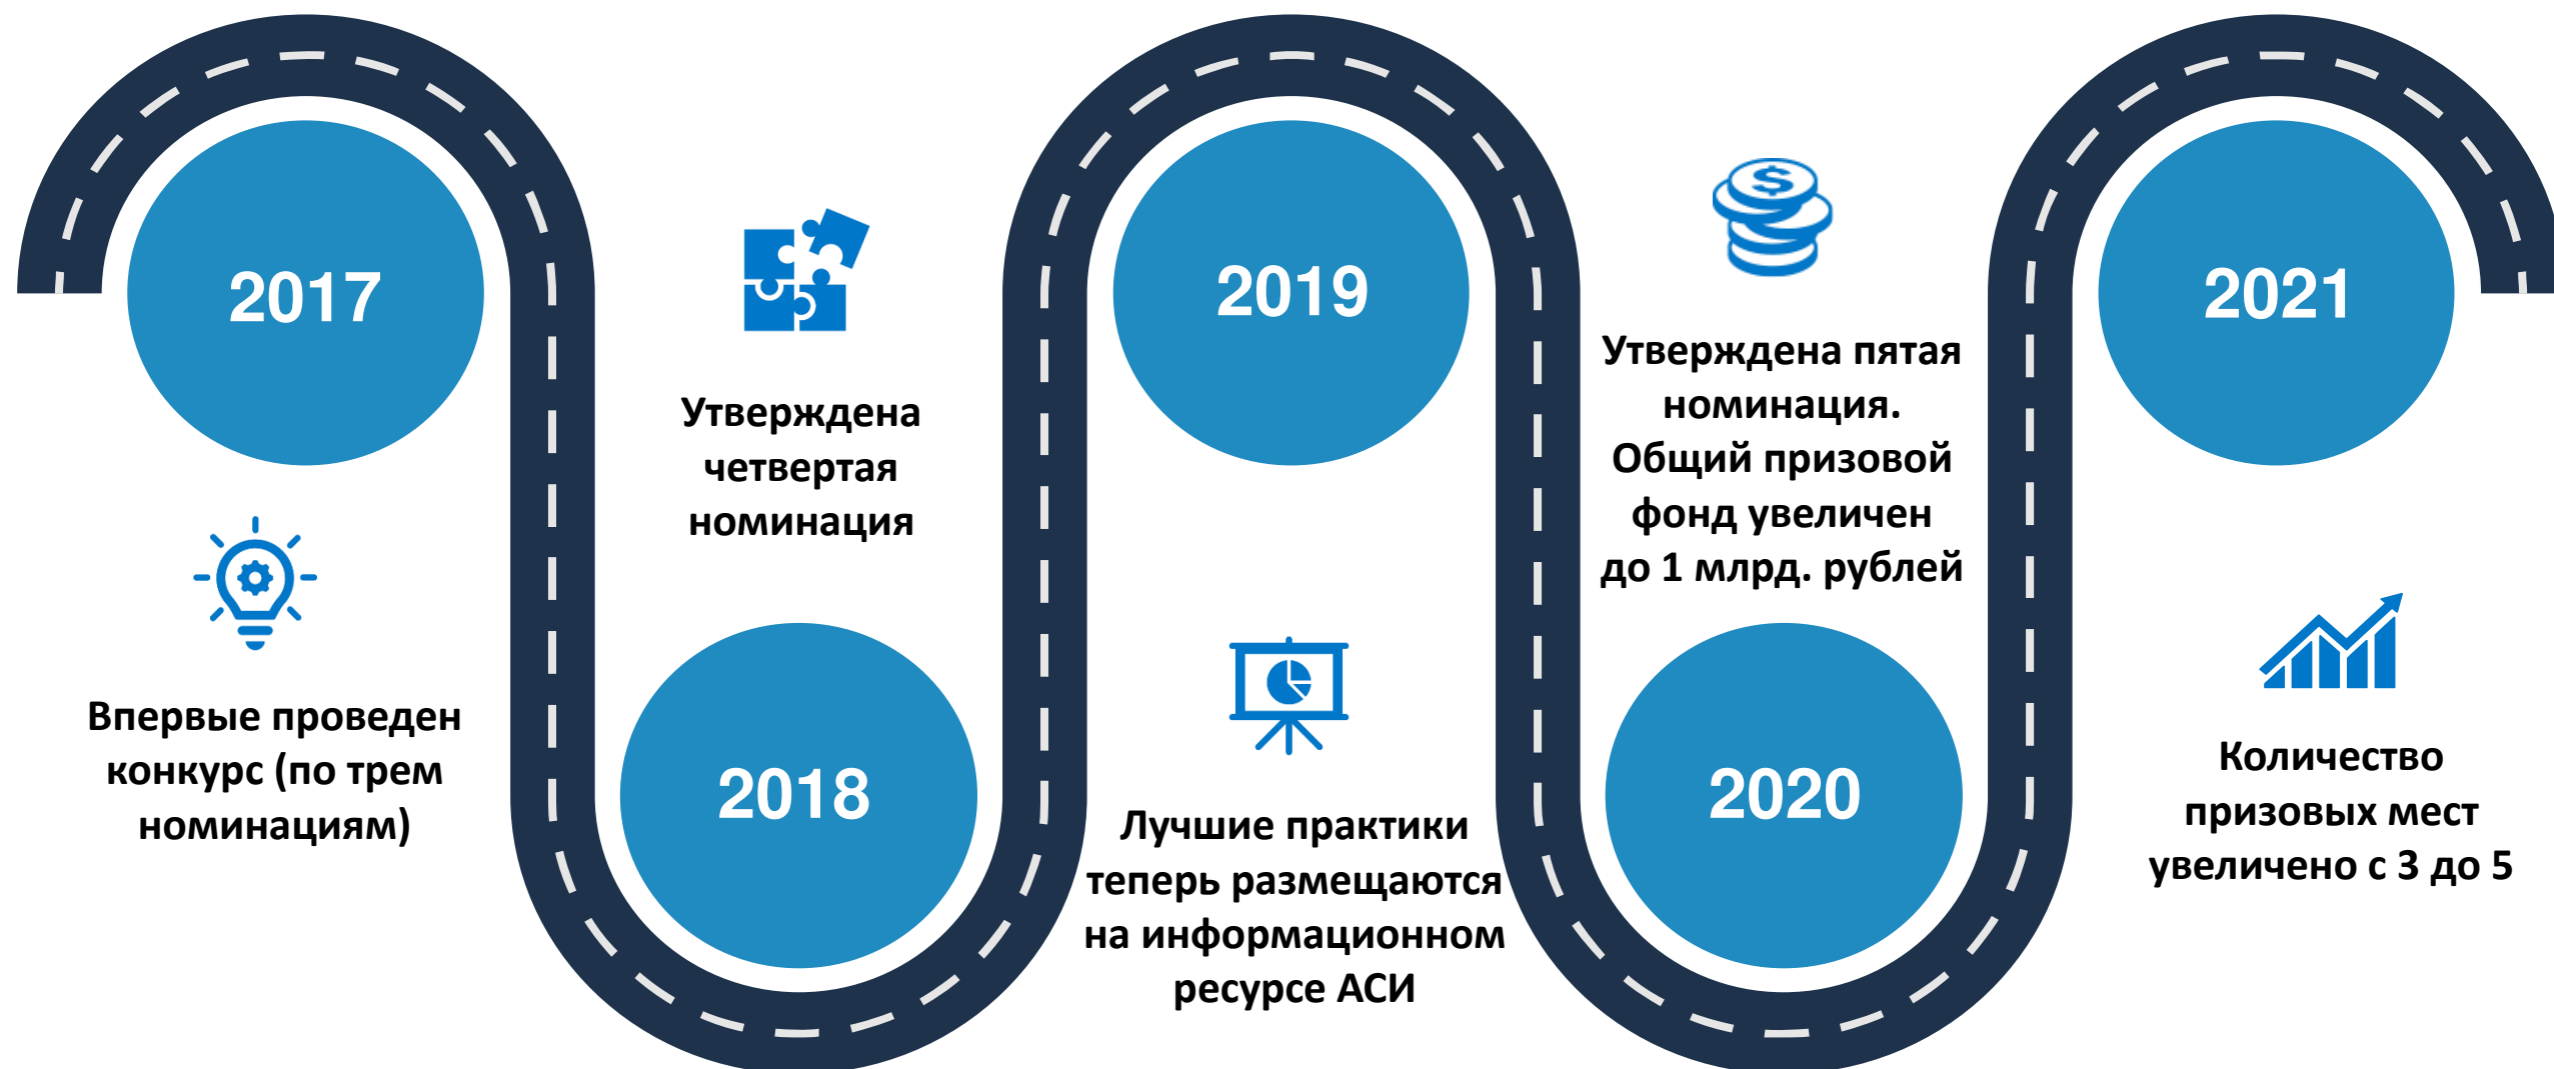 2017
Впервые проведен
конкурс (по трем
номинациям)
Утверждена
четвертая
номинация
2018
2019
Лучшие практики
теперь размещаются
на информационном
ресурсе АСИ
$
Утверждена пятая
номинация.
Общий призовой
фонд увеличен
до 1 млрд. рублей
2020
2021
Количество
призовых мест
увеличено с 3 до 5